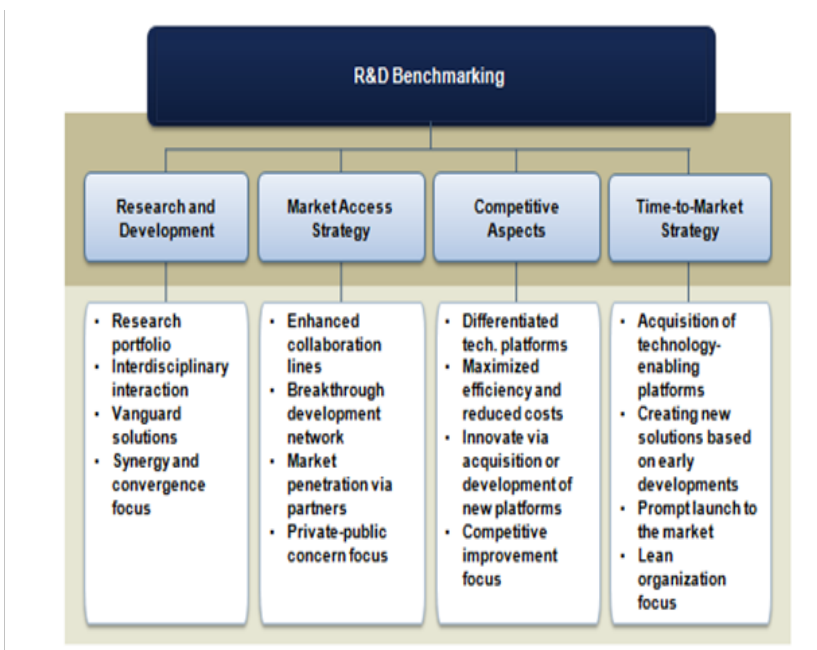 R&D Benchmarking
Research and
Development
Market Access
Strategy
Competitive
Aspects
Time-to-Market
Strategy
• Research
portfolio
• Interdisciplinary
interaction
• Vanguard
solutions
• Synergy and
convergence
focus
• Enhanced
collaboration
lines
• Breakthrough
development
network
• Market
penetration via
partners
• Private-public
concern focus
• Differentiated
tech. platforms
• Maximized
efficiency and
reduced costs
• Innovate via
acquisition or
development of
new platforms
• Competitive
improvement
focus
• Acquisition of
technology-
enabling
platforms
• Creating new
solutions based
on early
developments
• Prompt launch to
the market
• Lean
organization
focus